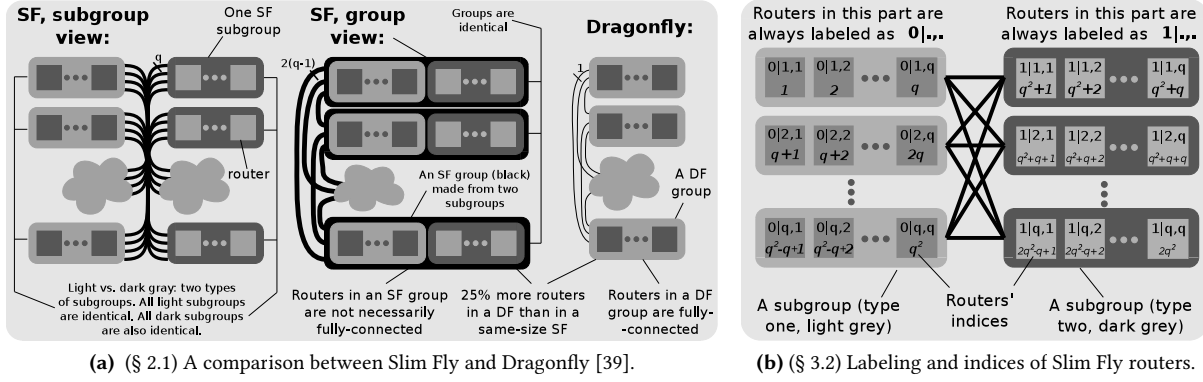 SF, subgroup
view:
One SF
subgroup
q
router
Light vs. dark gray: two types
of subgroups. All light subgroups
are identical. All dark subgroups
are also identical.
SF, group
view:
Groups are
identical
2(q-1)
An SF group (black)
made from two
subgroups
Routers in an SF group
are not necessarily
fully-connected
25% more routers
in a DF than in a
same-size SF
Dragonfly:
1
A DF
group
Routers in a DF
group are fully-
-connected
(a) (§ 2.1) A comparison between Slim Fly and Dragonfly [39].
Routers in this part are
always labeled as 0|.,.
Routers in this part are
always labeled as 1|.,.
0|1,1 0|1,2 0|1,q
1 2 q
0|2,1 0|2,2 0|2,q
q+1 q+2 2q
0|q,1 0|q,2 0|q,q
q²-q+1 q²-q+2 q²
1|1,1 1|1,2 1|1,q
q²+1 q²+2 q²+q
1|2,1 1|2,2 1|2,q
q²+q+1 q²+q+2 q²+q+q
1|q,1 1|q,2 1|q,q
2q²-q+1 2q²-q+2 2q²
A subgroup (type
one, light grey)
Routers'
indices
A subgroup (type
two, dark grey)
(b) (§ 3.2) Labeling and indices of Slim Fly routers.